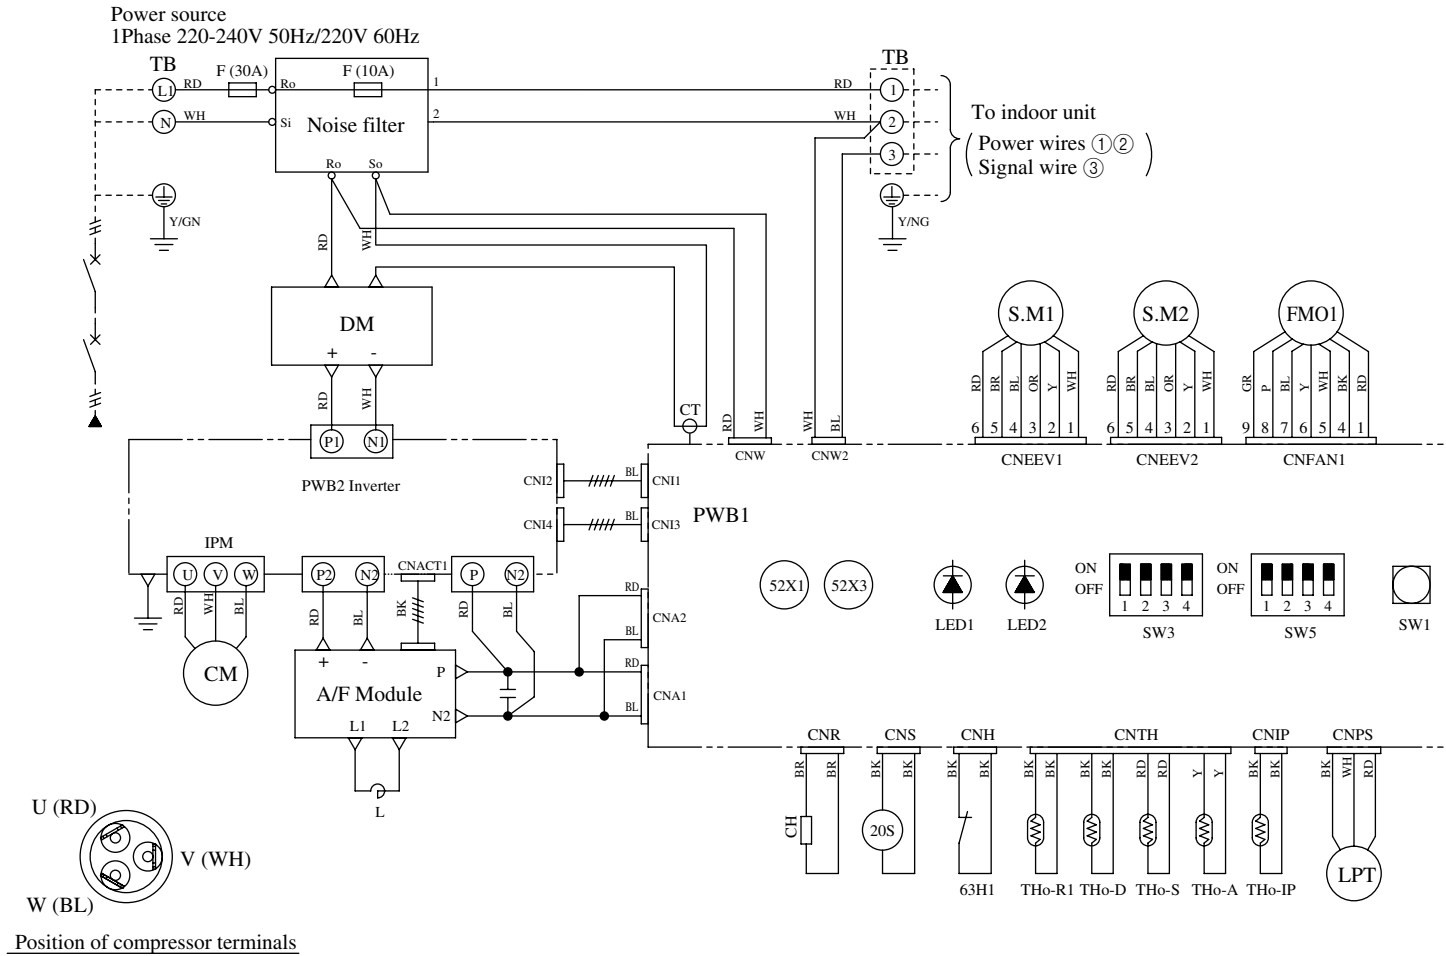 Power source
1Phase 220-240V 50Hz/220V 60Hz
TB
F (30A)
F (10A)
TB
L1
RD
Ro
1
RD
1
N
WH
Si
Noise filter
2
WH
2
3
To indoor unit
Power wires ①②
Signal wire ③
Ro
So
Y/GN
Y/NG
RD
WH
DM
+
-
RD
WH
P1
N1
PWB2 Inverter
CT
RD
WH
WH
BL
CNW
CNW2
S.M1
S.M2
FMO1
RD
BR
BL
OR
Y
WH
RD
BR
BL
OR
Y
WH
GR
P
BL
Y
WH
BK
RD
6
5
4
3
2
1
6
5
4
3
2
1
9
8
7
6
5
4
1
CNEEV1
CNEEV2
CNFAN1
CNI2
BL
CNI1
CNI4
BL
CNI3
PWB1
IPM
U
V
W
P2
N2
CNACT1
P
N2
RD
WH
BL
RD
BL
BK
RD
BL
RD
CNA2
BL
RD
CNA1
BL
CM
+
-
A/F Module
P
N2
L1
L2
L
52X1
52X3
LED1
LED2
ON
OFF
1
2
3
4
SW3
ON
OFF
1
2
3
4
SW5
SW1
CNR
CNS
CNH
CNTH
CNIP
CNPS
BR
BR
BK
BK
BK
BK
BK
BK
BK
BK
RD
RD
Y
Y
BK
BK
BK
WH
RD
CH
20S
63H1
THo-R1
THo-D
THo-S
THo-A
THo-IP
LPT
U (RD)
V (WH)
W (BL)
Position of compressor terminals